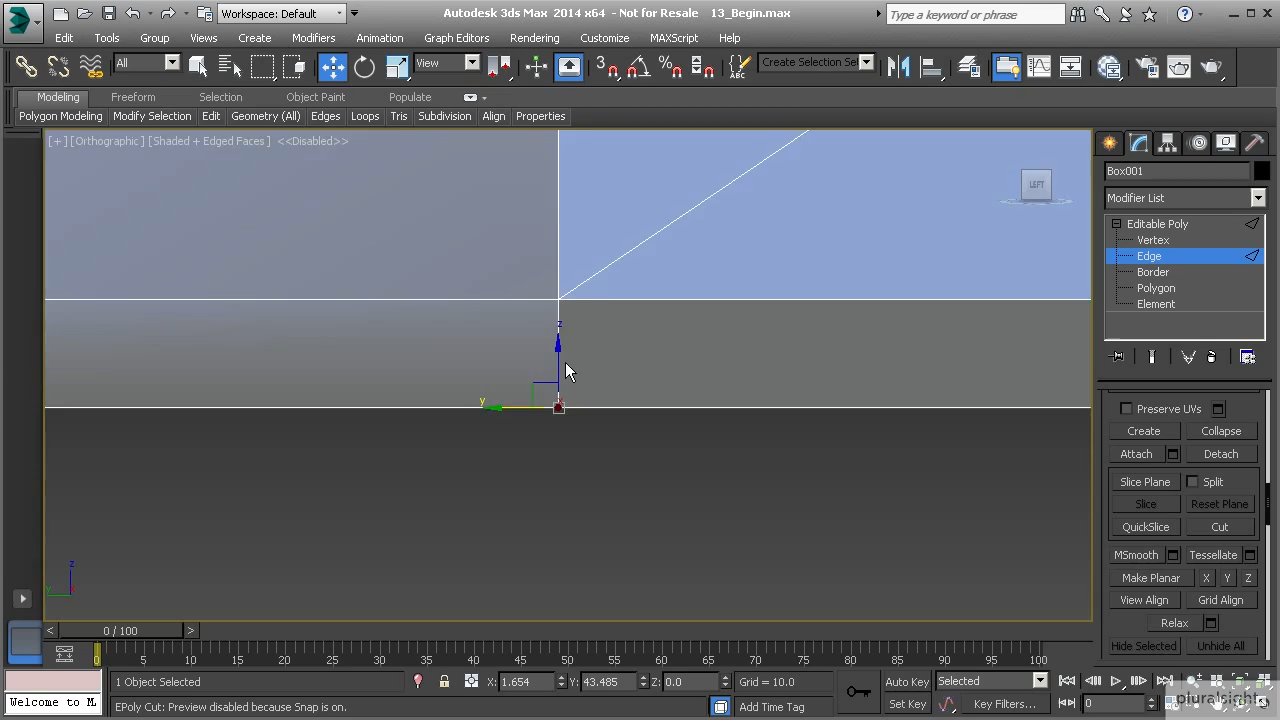 Workspace: Default
Autodesk 3ds Max 2014 x64 - Not for Resale 13_Begin.max
Type a keyword or phrase
Edit Tools Group Views Create Modifiers Animation Graph Editors Rendering Customize MAXScript Help
All View 3 Create Selection Se
Modeling Freeform Selection Object Paint Populate
Polygon Modeling Modify Selection Edit Geometry (All) Edges Loops Tris Subdivision Align Properties
[+] [Orthographic] [Shaded + Edged Faces ] <<Disabled>>
LEFT
Box001
Modifier List
Editable Poly
Vertex
Edge
Border
Polygon
Element
z
y
Preserve UVs
Create Collapse
Attach Detach
Slice Plane Split
Slice Reset Plane
QuickSlice Cut
MSmooth Tessellate
Make Planar X Y Z
View Align Grid Align
Relax
Hide Selected Unhide All
z
y x
< 0 / 100 >
0 5 10 15 20 25 30 35 40 45 50 55 60 65 70 75 80 85 90 95 100
1 Object Selected X: 1.654 Y: 43.485 Z: 0.0 Grid = 10.0 Auto Key Selected
Welcome to M EPoly Cut: Preview disabled because Snap is on. Add Time Tag Set Key Key Filters... 0
pluralsight